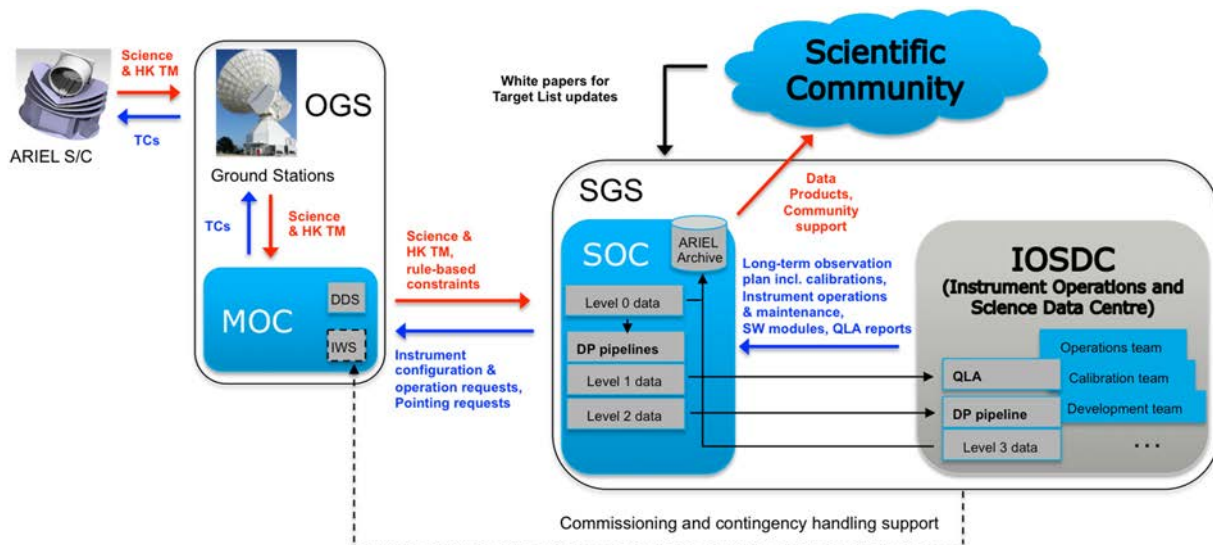 Science
& HK TM
TCs
ARIEL S/C
OGS
Ground Stations
TCs
Science
& HK TM
MOC
DDS
IWS
Science &
HK TM,
rule-based
constraints
Instrument
configuration &
operation requests,
Pointing requests
White papers for
Target List updates
Scientific
Community
Data
Products,
Community
support
SGS
SOC
ARIEL
Archive
Level 0 data
DP pipelines
Level 1 data
Level 2 data
Long-term observation
plan incl. calibrations,
Instrument operations
& maintenance,
SW modules, QLA reports
IOSDC
(Instrument Operations and
Science Data Centre)
Operations team
QLA
Calibration team
DP pipeline
Development team
Level 3 data
...
Commissioning and contingency handling support